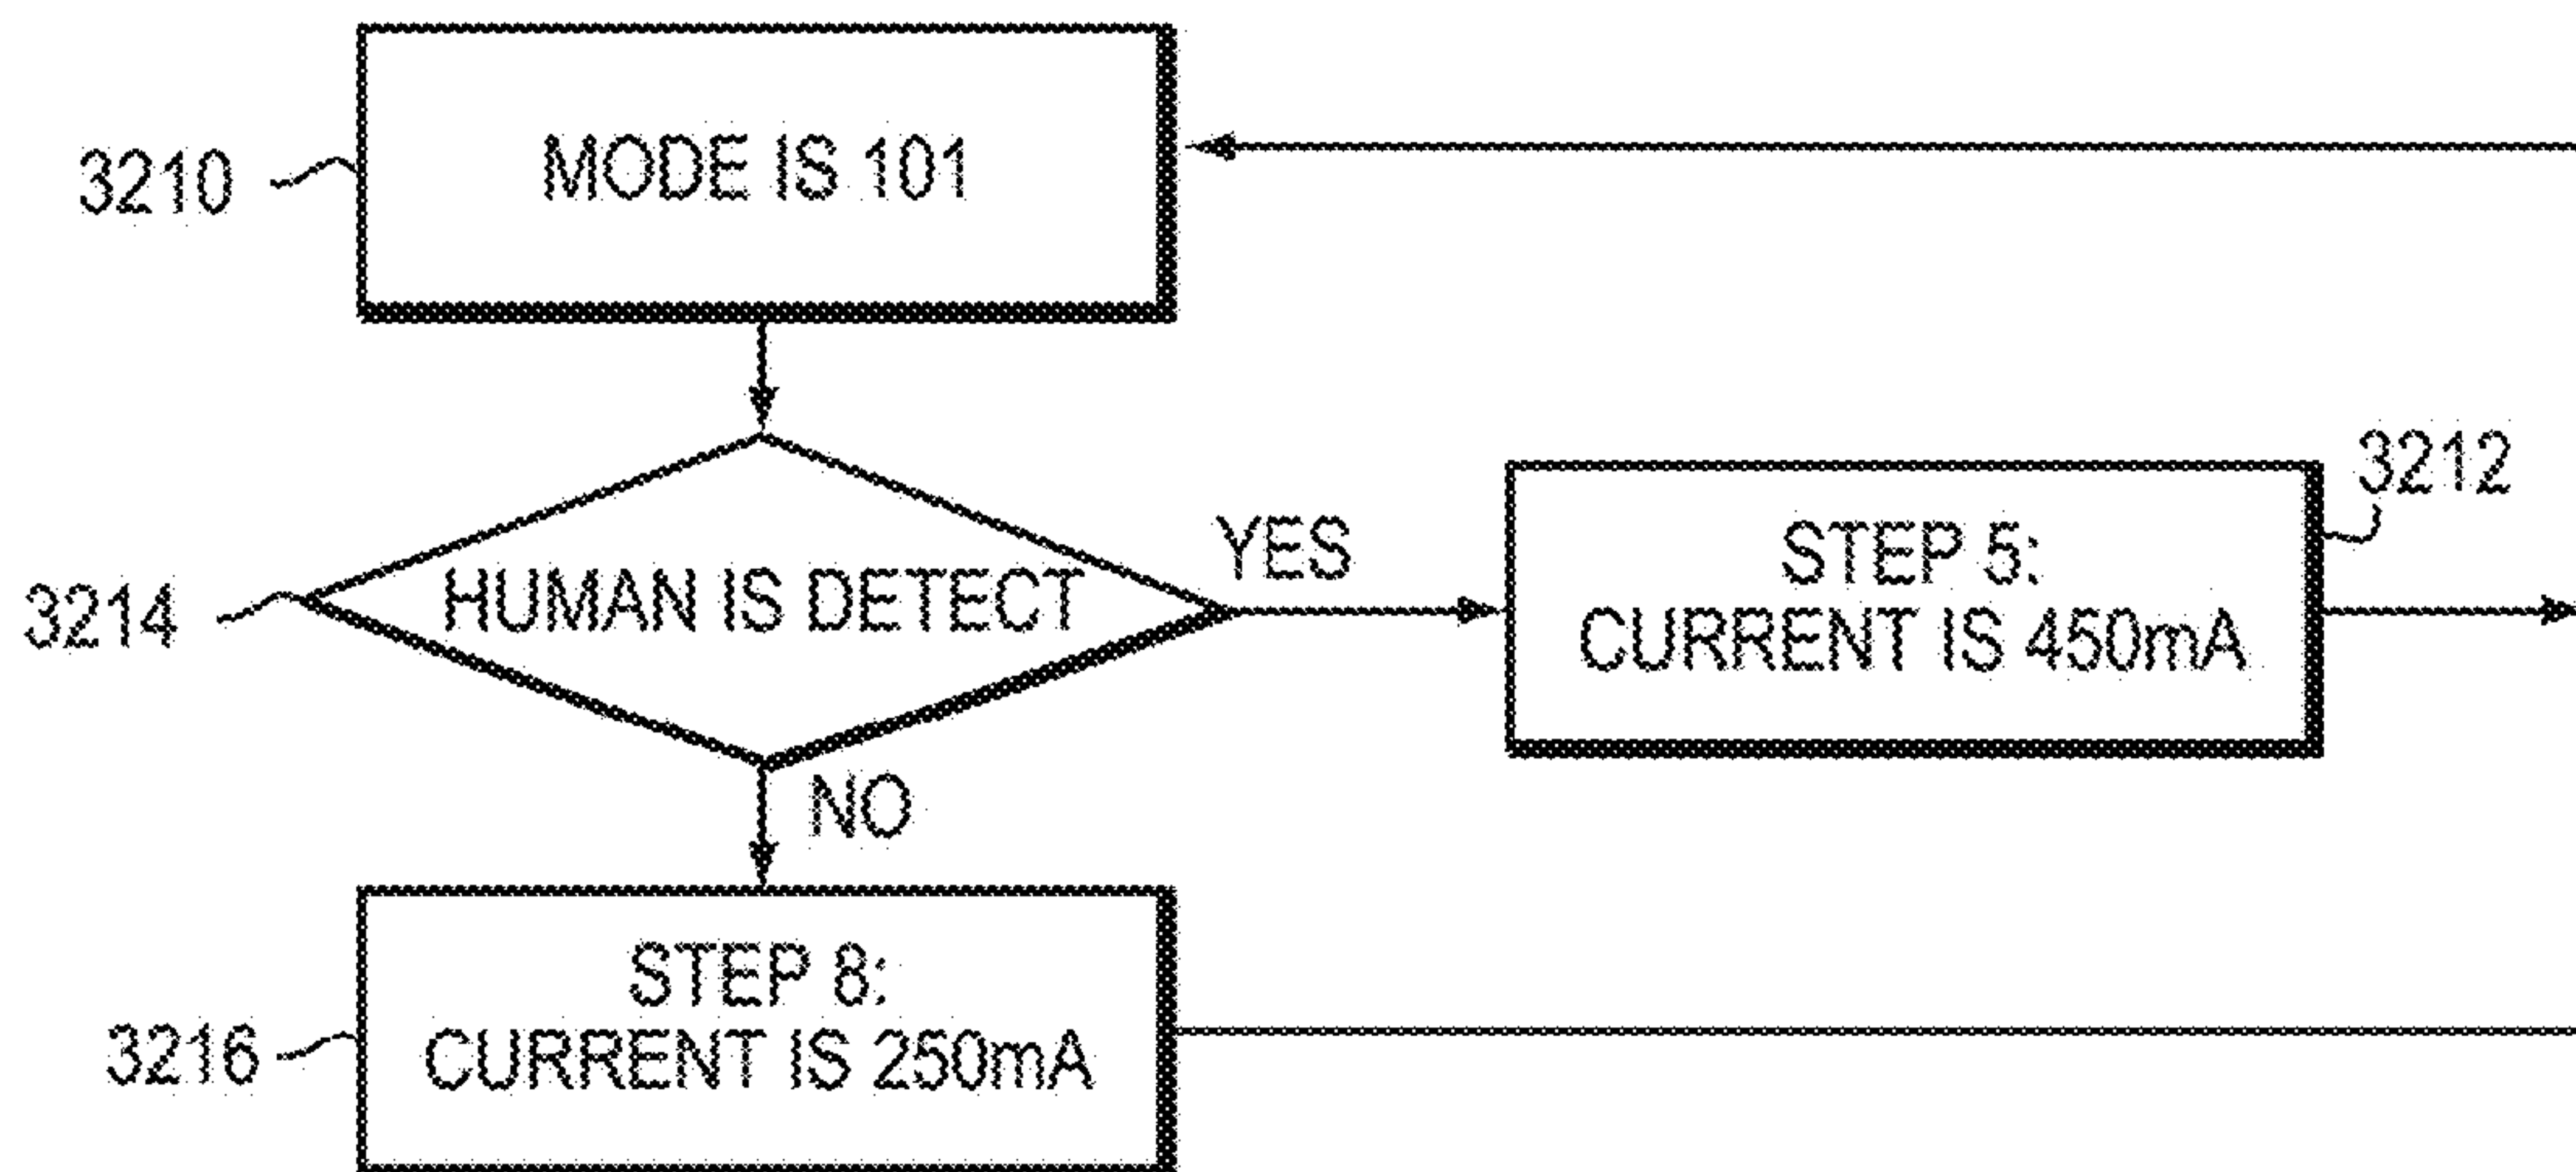 3210
MODE IS 101
3214
HUMAN IS DETECT
YES
3212
STEP 5:
CURRENT IS 450mA
NO
3216
STEP 8:
CURRENT IS 250mA